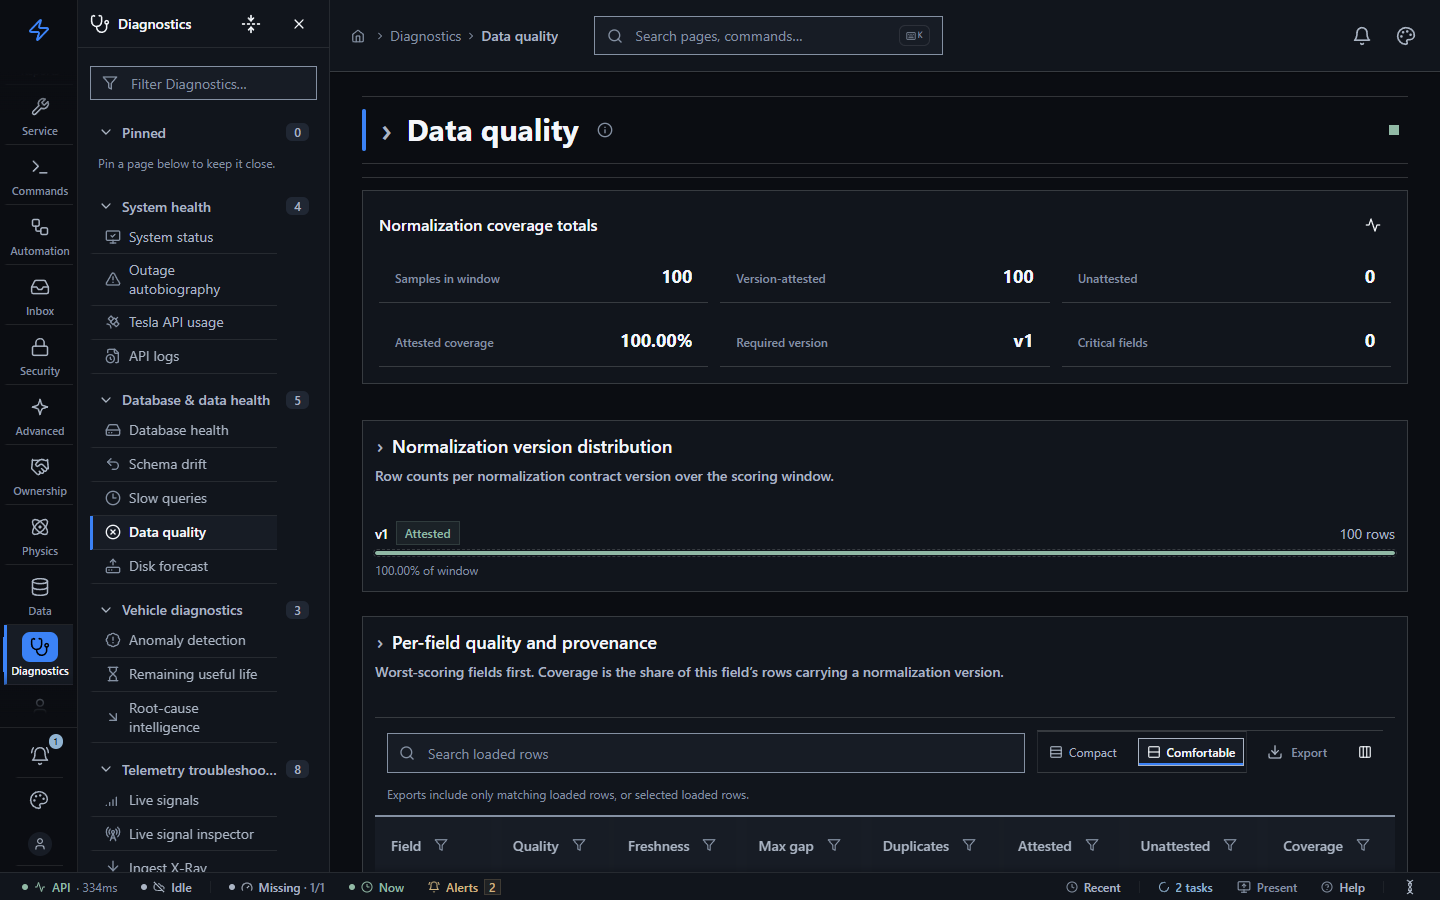 Diagnostics
Diagnostics
Data quality
Search pages, commands...
K
Service
Commands
Automation
Inbox
Security
Advanced
Ownership
Physics
Data
Diagnostics
1
Filter Diagnostics...
Pinned
0
Pin a page below to keep it close.
System health
4
System status
Outage
autobiography
Tesla API usage
API logs
Database & data health
5
Database health
Schema drift
Slow queries
Data quality
Disk forecast
Vehicle diagnostics
3
Anomaly detection
Remaining useful life
Root-cause
intelligence
Telemetry troubleshoo...
8
Live signals
Live signal inspector
Ingest X-Ray
Data quality
Normalization coverage totals
Samples in window
100
Version-attested
100
Unattested
0
Attested coverage
100.00%
Required version
v1
Critical fields
0
Normalization version distribution
Row counts per normalization contract version over the scoring window.
v1
Attested
100 rows
100.00% of window
Per-field quality and provenance
Worst-scoring fields first. Coverage is the share of this field's rows carrying a normalization version.
Search loaded rows
Compact
Comfortable
Export
Exports include only matching loaded rows, or selected loaded rows.
Field
Quality
Freshness
Max gap
Duplicates
Attested
Unattested
Coverage
API · 334ms
Idle
Missing · 1/1
Now
Alerts 2
Recent
2 tasks
Present
Help